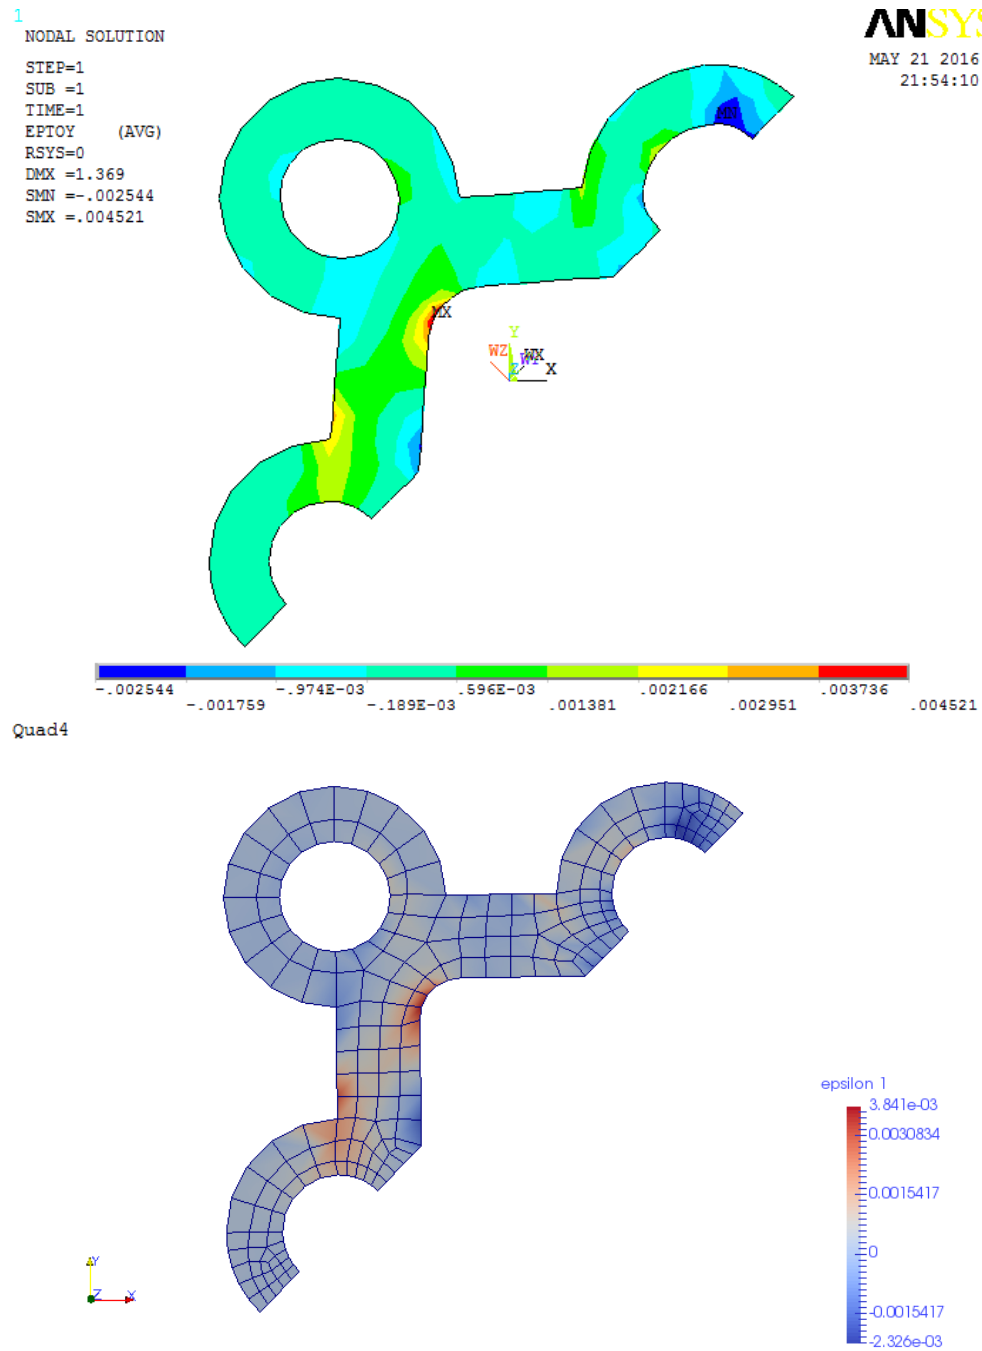 1
NODAL SOLUTION
STEP=1
SUB =1
TIME=1
EPTOY (AVG)
RSYS=0
DMX =1.369
SMN =-.002544
SMX =.004521
ANSYS
MAY 21 2016
21:54:10
MN
MX
Y
WZ
WX
Z
X
-.002544 -.974E-03 .596E-03 .002166 .003736
-.001759 -.189E-03 .001381 .002951 .004521
Quad4
epsilon 1
3.841e-03
0.0030834
0.0015417
0
-0.0015417
-2.326e-03
Y
Z X